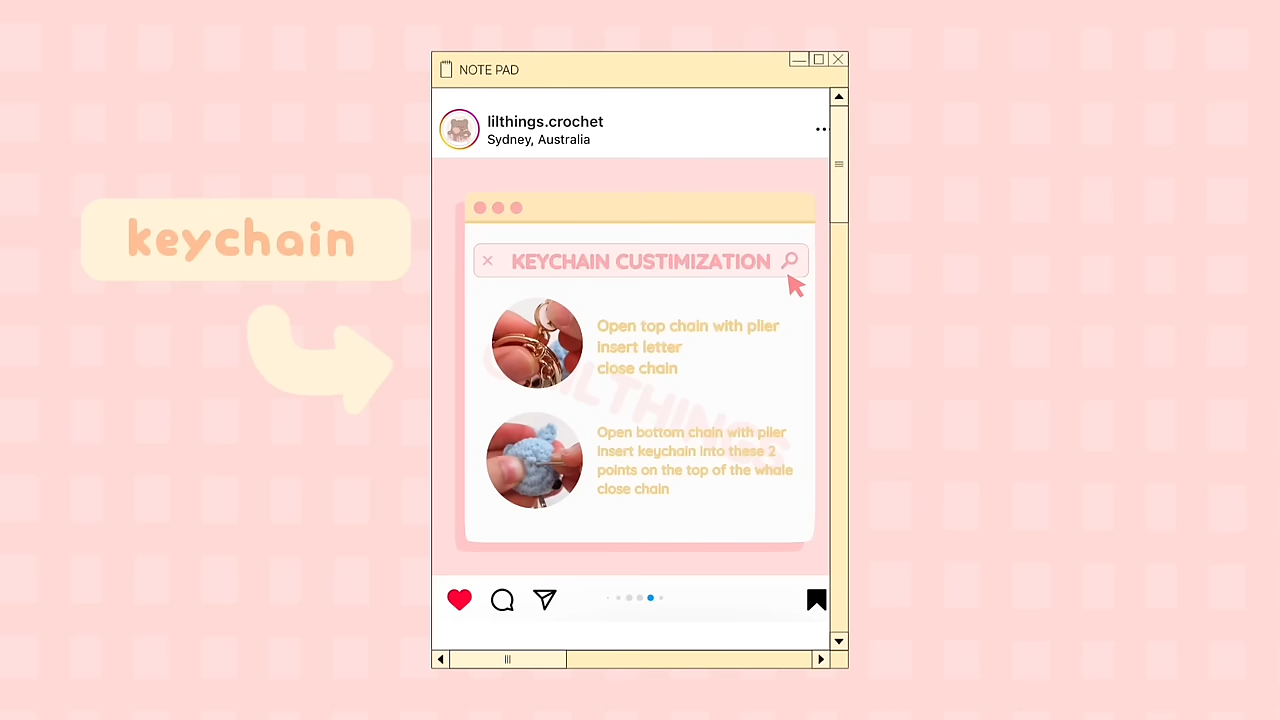 NOTE PAD
lilthings.crochet
Sydney, Australia
keychain
KEYCHAIN CUSTIMIZATION
Open top chain with plier
insert letter
close chain
Open bottom chain with plier
Insert keychain into these 2
points on the top of the whale
close chain
LILTHINGS